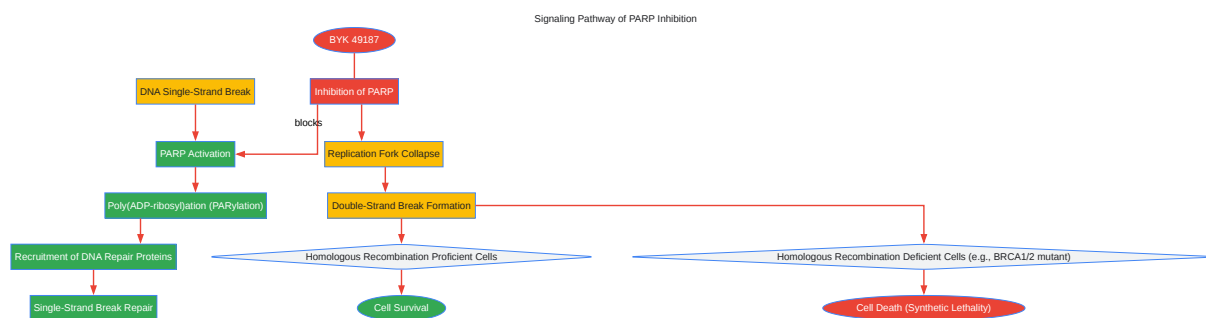 Signaling Pathway of PARP Inhibition
BYK 49187
DNA Single-Strand Break
Inhibition of PARP
blocks
PARP Activation
Replication Fork Collapse
Poly(ADP-ribosyl)ation (PARylation)
Double-Strand Break Formation
Recruitment of DNA Repair Proteins
Homologous Recombination Proficient Cells
Homologous Recombination Deficient Cells (e.g., BRCA1/2 mutant)
Single-Strand Break Repair
Cell Survival
Cell Death (Synthetic Lethality)